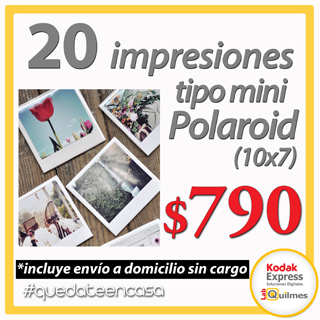 20 impresiones
tipo mini
Polaroid
(10x7)
$790
*incluye envío a domicilio sin cargo
#quedateencasa
Kodak
Express
Soluciones Digitales
Quilmes